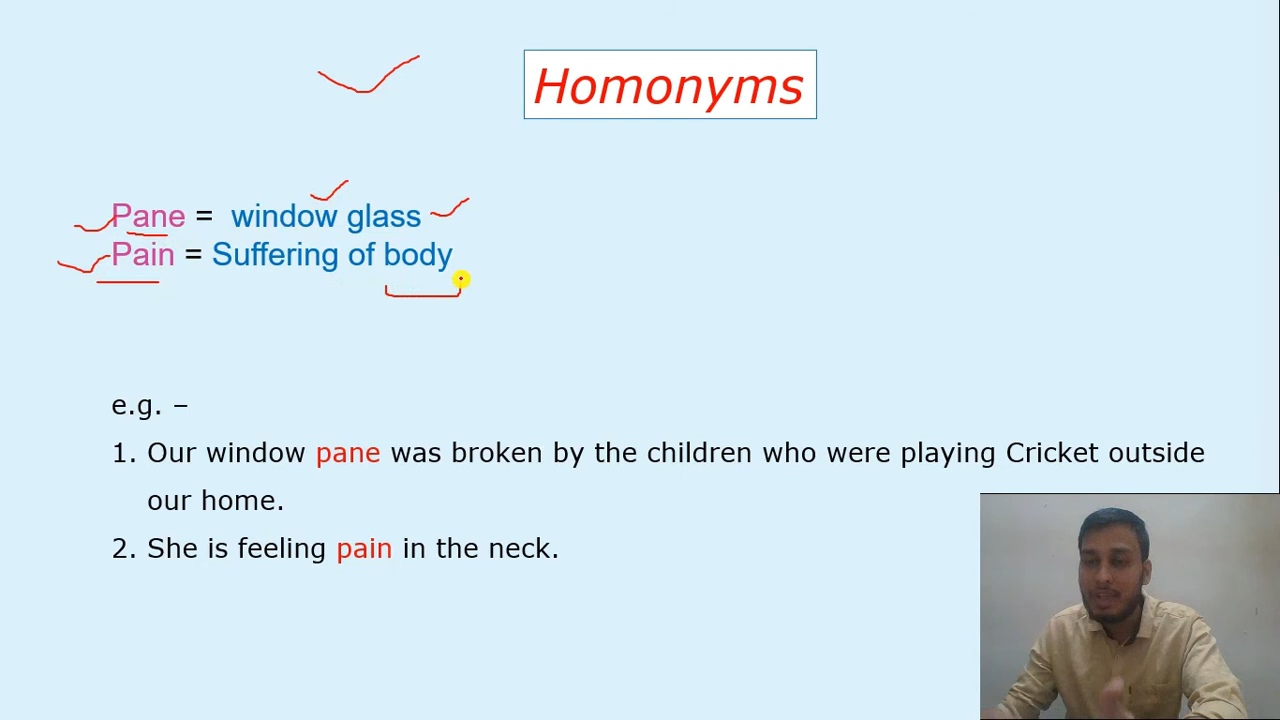 Homonyms
Pane = window glass
Pain = Suffering of body
e.g. –
1. Our window pane was broken by the children who were playing Cricket outside
our home.
2. She is feeling pain in the neck.